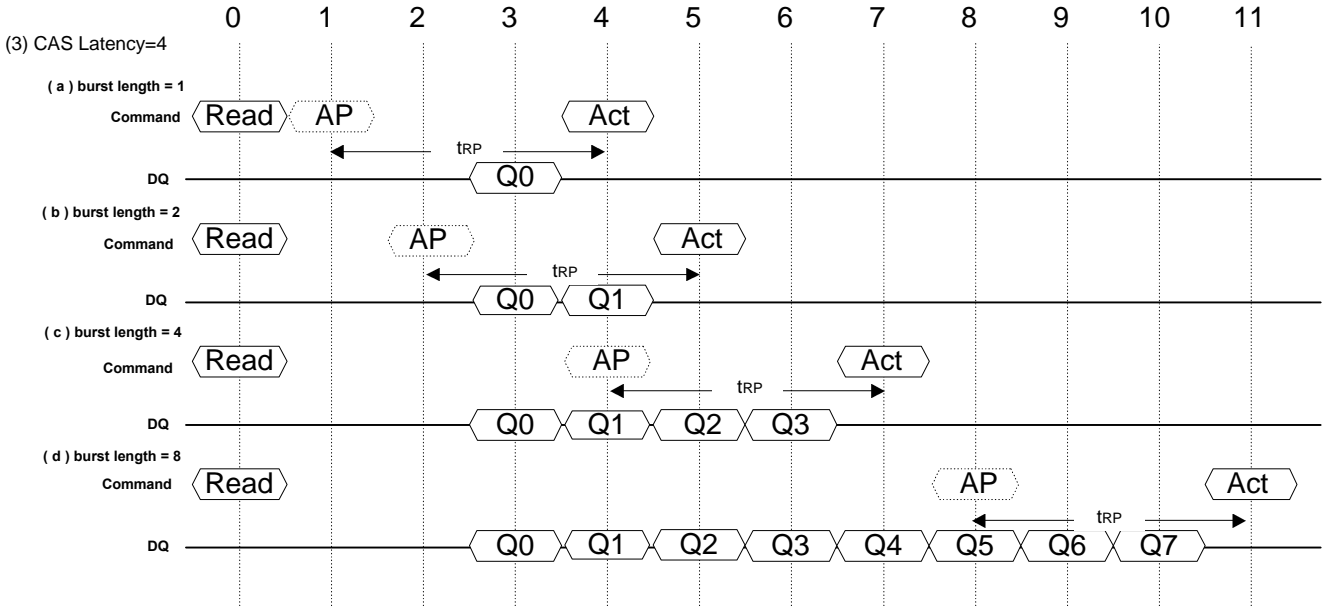 0 1 2 3 4 5 6 7 8 9 10 11
(3) CAS Latency=4
( a ) burst length = 1
Command Read AP Act
tRP
DQ Q0
( b ) burst length = 2
Command Read AP Act
tRP
DQ Q0 Q1
( c ) burst length = 4
Command Read AP Act
tRP
DQ Q0 Q1 Q2 Q3
( d ) burst length = 8
Command Read AP Act
tRP
DQ Q0 Q1 Q2 Q3 Q4 Q5 Q6 Q7